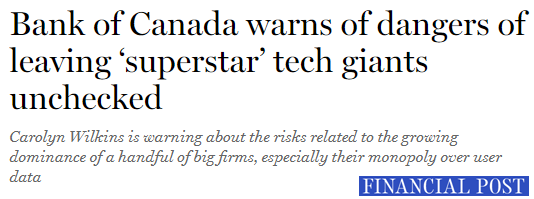 Bank of Canada warns of dangers of
leaving ‘superstar’ tech giants
unchecked
Carolyn Wilkins is warning about the risks related to the growing
dominance of a handful of big firms, especially their monopoly over user
data
FINANCIAL POST